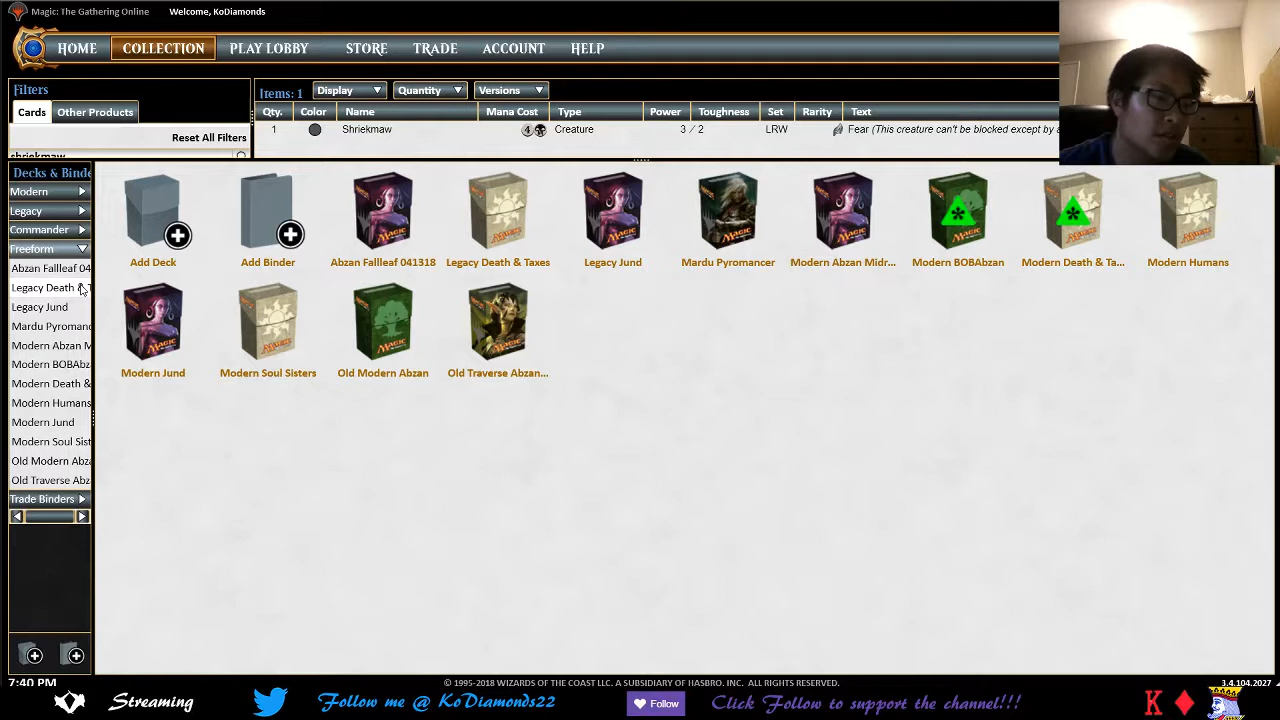 Magic: The Gathering Online Welcome, KoDiamonds
HOME COLLECTION PLAY LOBBY STORE TRADE ACCOUNT HELP
Filters
Cards Other Products
Reset All Filters
shriekmaw
Items: 1 Display Quantity Versions
Qty. Color Name Mana Cost Type Power Toughness Set Rarity Text
1 Shriekmaw 4 Creature 3 / 2 LRW Fear (This creature can't be blocked except by a
Decks & Binde
Modern
Legacy
Commander
Freeform
Abzan Fallleaf 04
Legacy Death & T
Legacy Jund
Mardu Pyroman
Modern Abzan M
Modern BOBAbz
Modern Death &
Modern Humans
Modern Jund
Modern Soul Sist
Old Modern Abz
Old Traverse Abz
Trade Binders
Add Deck Add Binder Abzan Fallleaf 041318 Legacy Death & Taxes Legacy Jund Mardu Pyromancer Modern Abzan Midr... Modern BOBAbzan Modern Death & Ta... Modern Humans
Modern Jund Modern Soul Sisters Old Modern Abzan Old Traverse Abzan...
7:40 PM
© 1995-2018 WIZARDS OF THE COAST LLC. A SUBSIDIARY OF HASBRO, INC. ALL RIGHTS RESERVED.
3.4.104.2027
Streaming Follow me @ KoDiamonds22 Follow Click Follow to support the channel!!! K